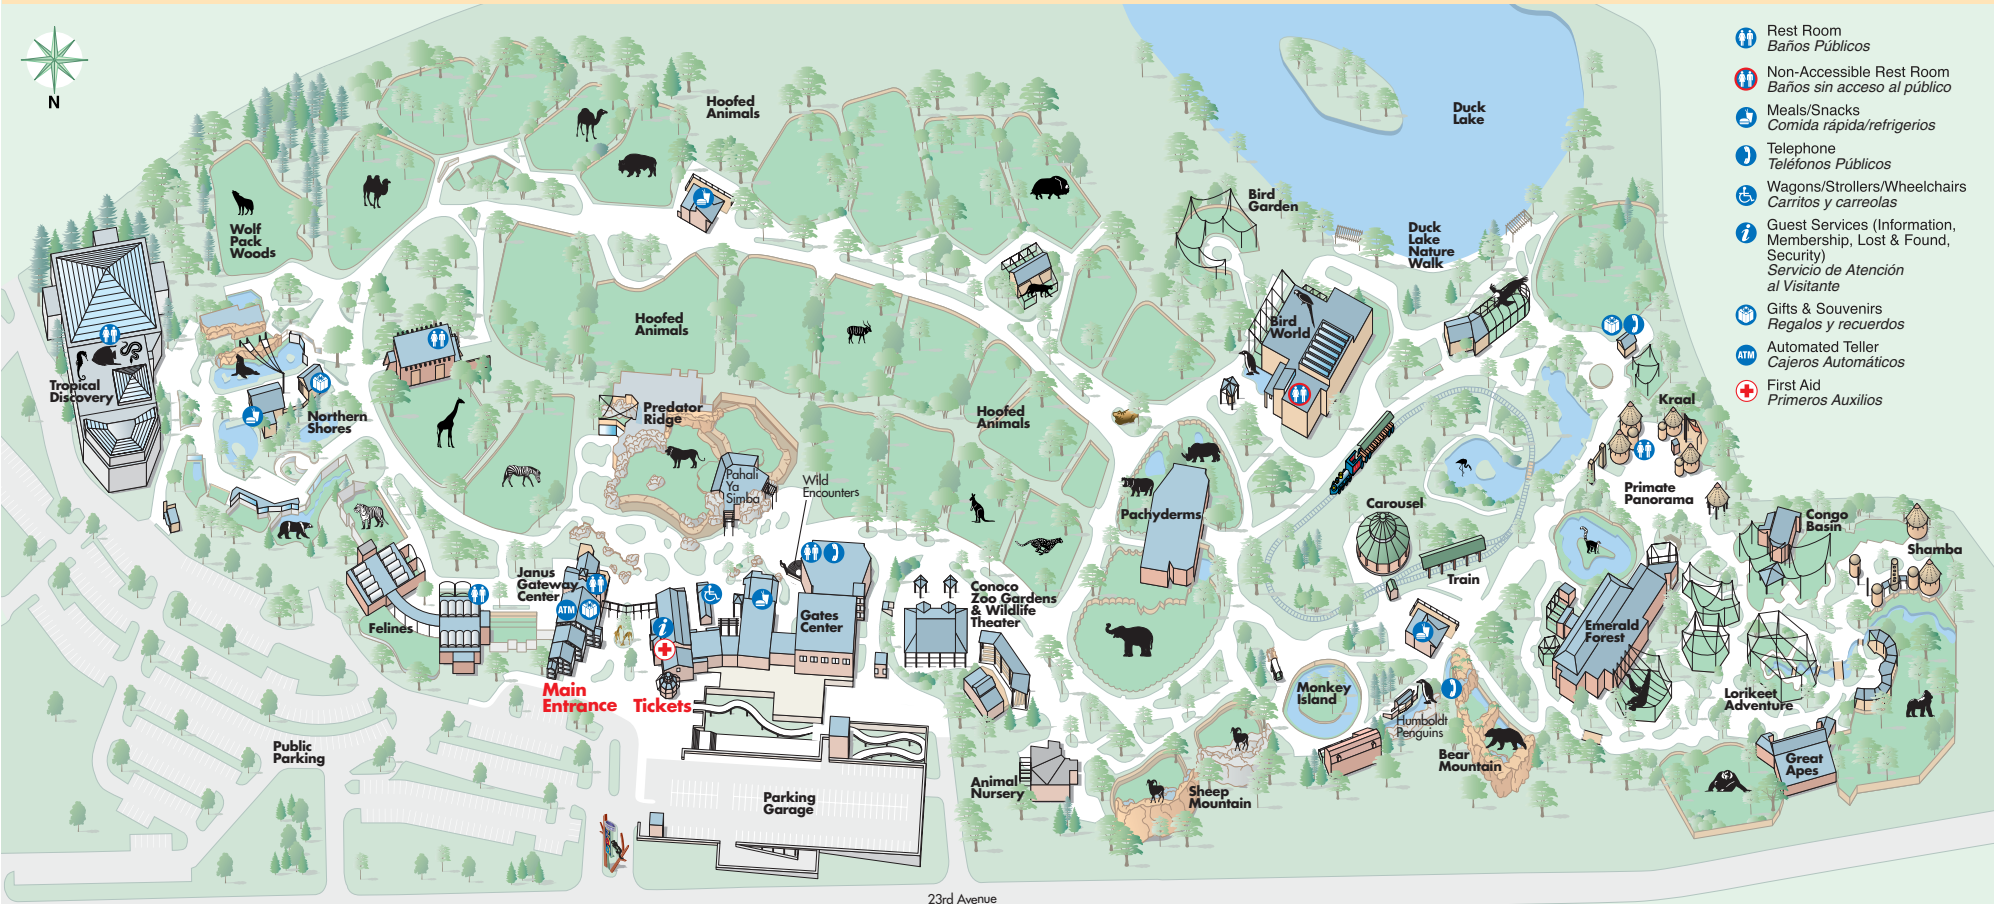 N
Hoofed
Animals
Wolf
Pack
Woods
Tropical
Discovery
Northern
Shores
Hoofed
Animals
Predator
Ridge
Pahali
Ya
Simba
Wild
Encounters
Hoofed
Animals
Bird
Garden
Duck
Lake
Duck
Lake
Nature
Walk
Bird
World
Pachyderms
Carousel
Train
Kraal
Primate
Panorama
Congo
Basin
Shamba
Emerald
Forest
Lorikeet
Adventure
Great
Apes
Bear
Mountain
Humboldt
Penguins
Monkey
Island
Sheep
Mountain
Animal
Nursery
Conoco
Zoo Gardens
& Wildlife
Theater
Gates
Center
Janus
Gateway
Center
ATM
Felines
Main
Entrance
Tickets
Public
Parking
Parking
Garage
23rd Avenue
Rest Room
Baños Públicos
Non-Accessible Rest Room
Baños sin acceso al público
Meals/Snacks
Comida rápida/refrigerios
Telephone
Teléfonos Públicos
Wagons/Strollers/Wheelchairs
Carritos y carreolas
Guest Services (Information,
Membership, Lost & Found,
Security)
Servicio de Atención
al Visitante
Gifts & Souvenirs
Regalos y recuerdos
ATM
Automated Teller
Cajeros Automáticos
First Aid
Primeros Auxilios